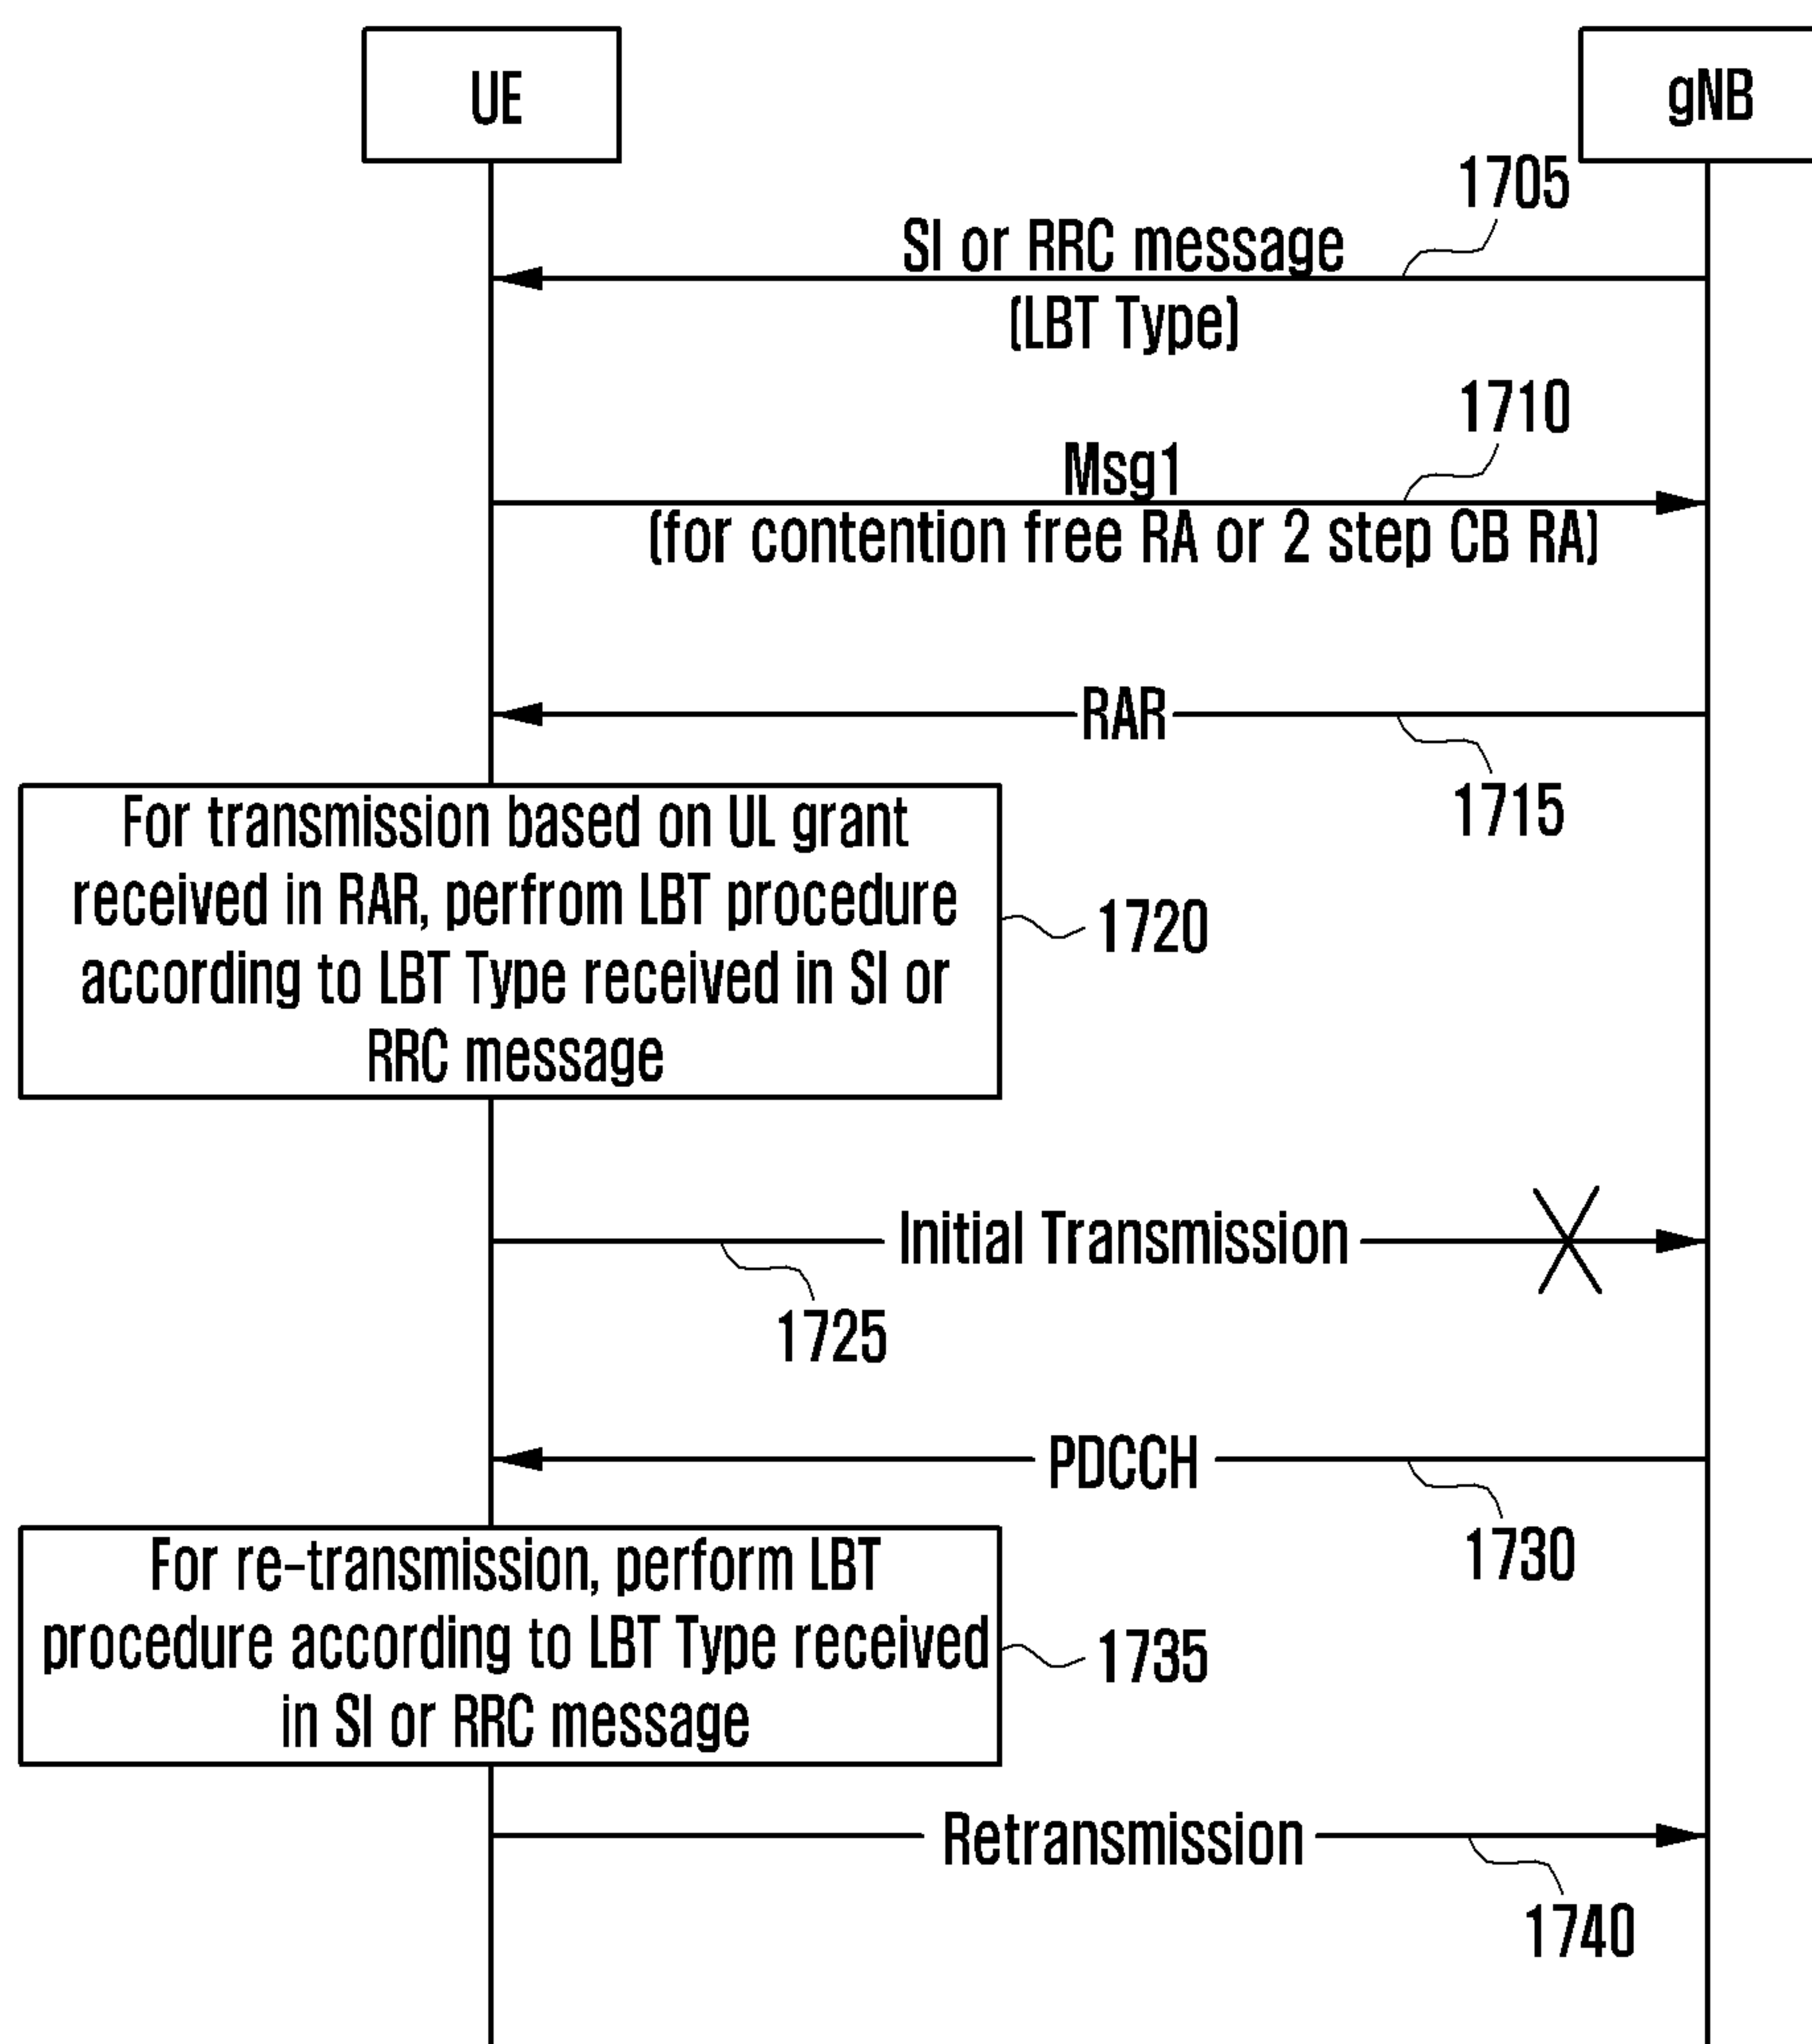 UE
gNB
1705
SI or RRC message
(LBT Type)
1710
Msg1
(for contention free RA or 2 step CB RA)
RAR
1715
For transmission based on UL grant
received in RAR, perfrom LBT procedure
according to LBT Type received in SI or
RRC message
1720
Initial Transmission
1725
PDCCH
1730
For re-transmission, perform LBT
procedure according to LBT Type received
in SI or RRC message
1735
Retransmission
1740